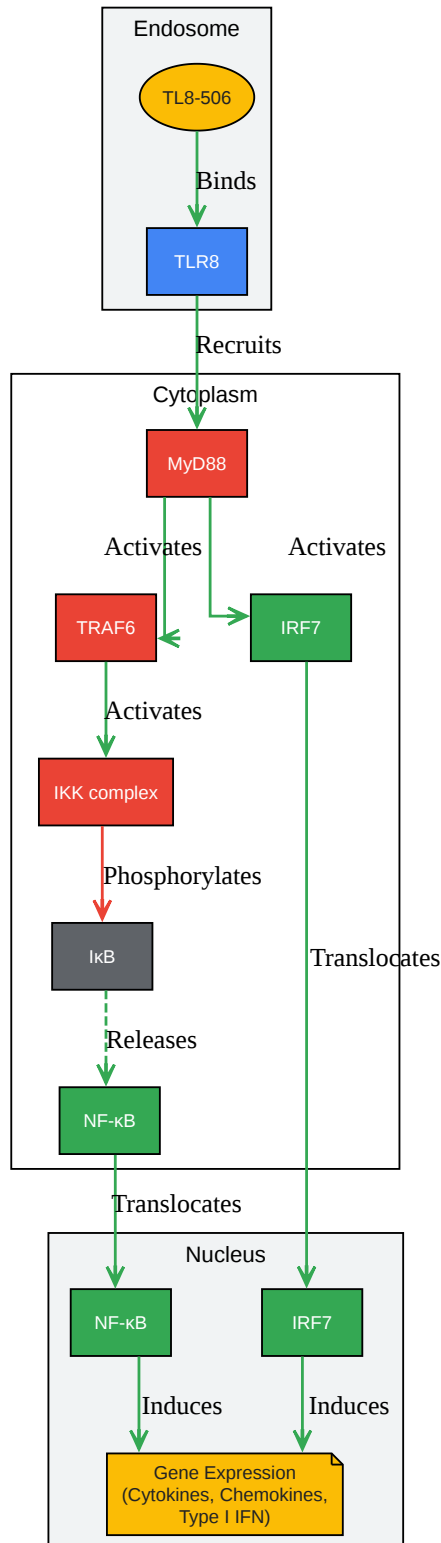 Endosome
TL8-506
Binds
TLR8
Recruits
Cytoplasm
MyD88
Activates
Activates
TRAF6
IRF7
Activates
IKK complex
Phosphorylates
IκB
Translocates
Releases
NF-κB
Translocates
Nucleus
NF-κB
IRF7
Induces
Induces
Gene Expression
(Cytokines, Chemokines,
Type I IFN)